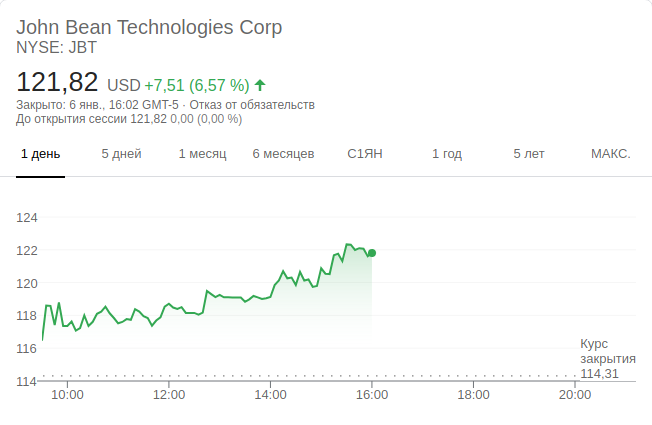 John Bean Technologies Corp
NYSE: JBT
121,82 USD +7,51 (6,57 %)
Закрыто: 6 янв., 16:02 GMT-5 · Отказ от обязательств
До открытия сессии 121,82 0,00 (0,00 %)
1 день 5 дней 1 месяц 6 месяцев С1ЯН 1 год 5 лет МАКС.
124
122
120
118
116
114
Курс
закрытия
114,31
10:00 12:00 14:00 16:00 18:00 20:00